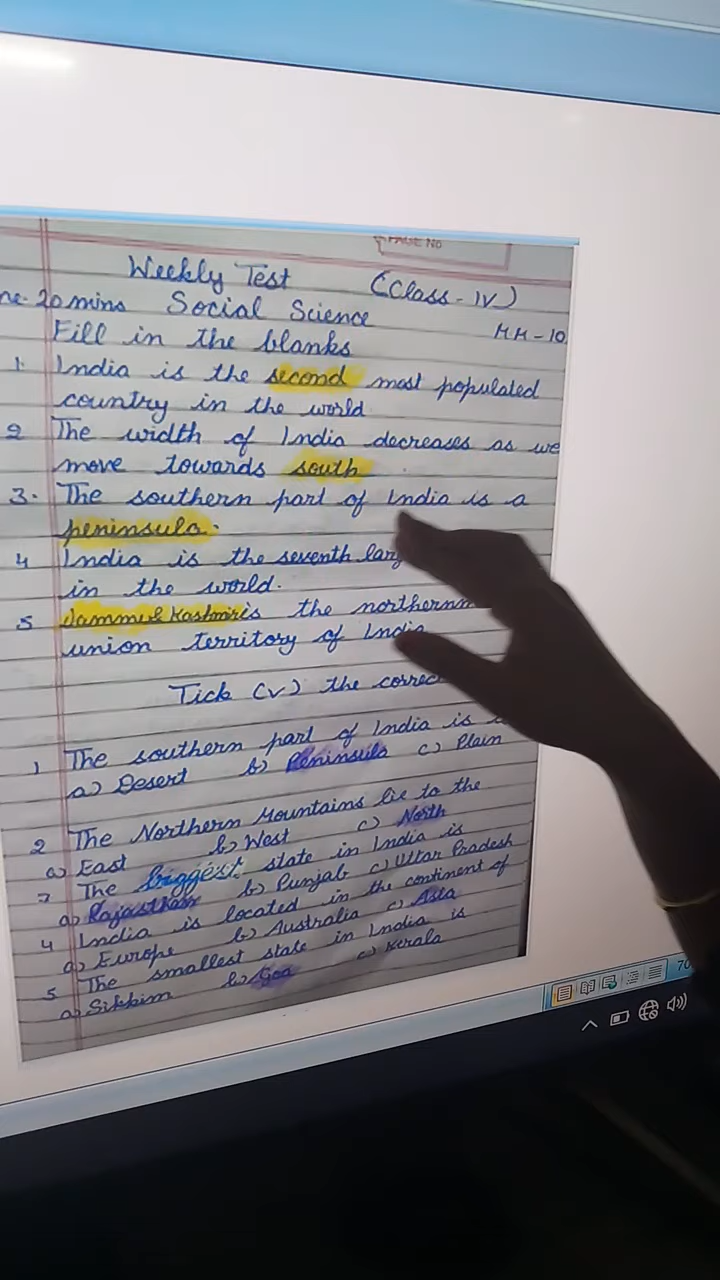 PAGE No
Weekly Test (Class-IV)
20 mins Social Science MM-10
Fill in the blanks
1. India is the second most populated
country in the world
2 The width of India decreases as we
move towards south
3. The southern part of India is a
peninsula.
4 India is the seventh
in the world.
5 Jammu & Kashmir is the
union territory of India
Tick (v) the
1 The southern part of India is
a) Desert b) Peninsula c) Plain
2 The Northern Mountains lie to the
a) East b) West c) North
The biggest state in India is
a) Rajasthan b) Punjab c) Uttar Pradesh
4 India is located in the continent of
a) Europe b) Australia c) Asia
5 The smallest state in India is
a) Sikkim b) Goa c) Kerala